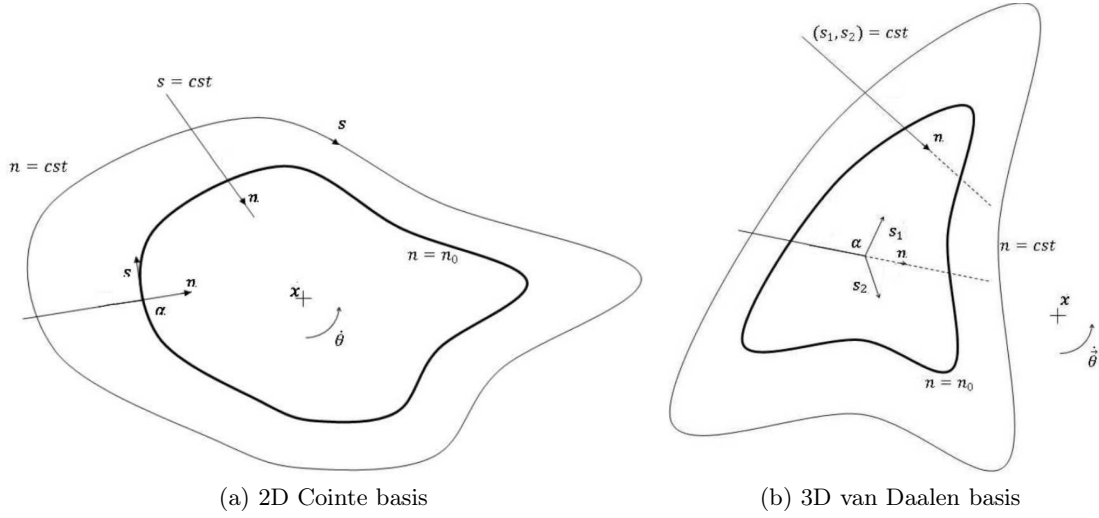 s = cst
s
n = cst
n
n = n₀
s
n
α
x
θ̇
(a) 2D Cointe basis
(s₁, s₂) = cst
n
s₁
α
n
n = cst
s₂
x
n = n₀
θ⃗̇
(b) 3D van Daalen basis